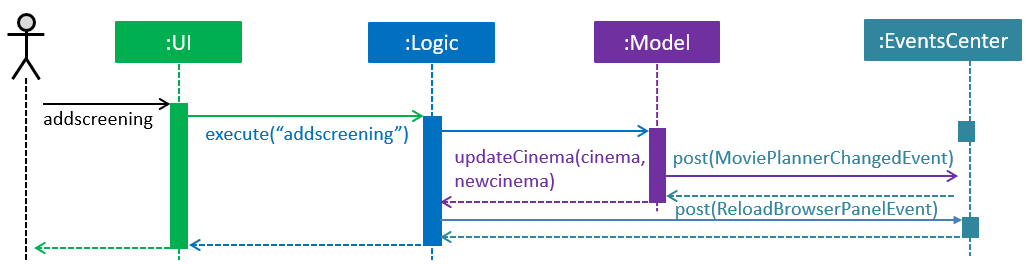 :UI
:Logic
:Model
:EventsCenter
addscreening
execute(“addscreening”)
updateCinema(cinema,
newcinema)
post(MoviePlannerChangedEvent)
post(ReloadBrowserPanelEvent)